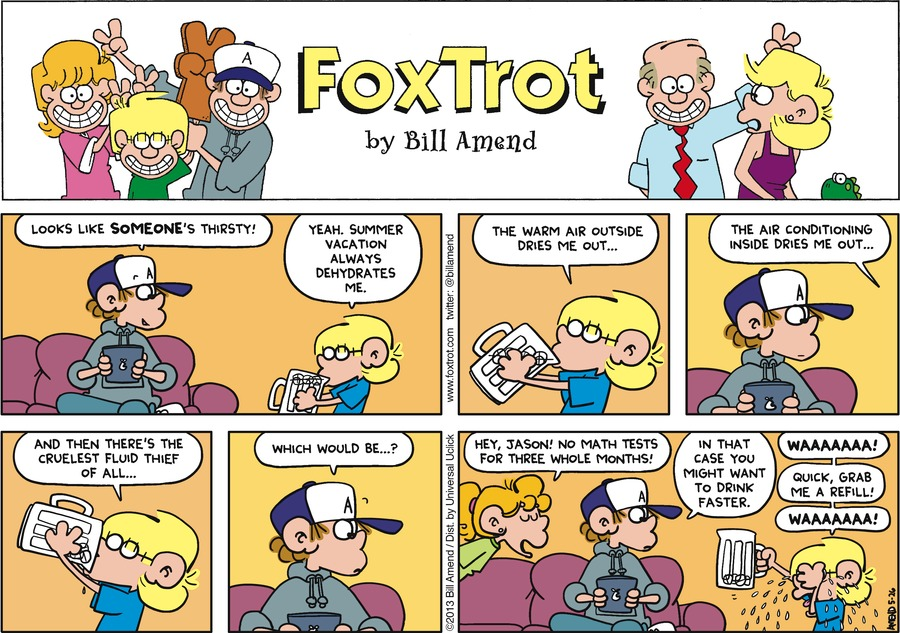 A
FoxTrot
by Bill Amend
LOOKS LIKE SOMEONE'S THIRSTY!
YEAH. SUMMER
VACATION
ALWAYS
DEHYDRATES
ME.
A
www.foxtrot.com twitter: @billamend
THE WARM AIR OUTSIDE
DRIES ME OUT...
THE AIR CONDITIONING
INSIDE DRIES ME OUT...
A
AND THEN THERE'S THE
CRUELEST FLUID THIEF
OF ALL...
WHICH WOULD BE...?
A
©2013 Bill Amend / Dist. by Universal Uclick
HEY, JASON! NO MATH TESTS
FOR THREE WHOLE MONTHS!
A
IN THAT
CASE YOU
MIGHT WANT
TO DRINK
FASTER.
WAAAAAAA!
QUICK, GRAB
ME A REFILL!
WAAAAAAA!
AMEND 5-26